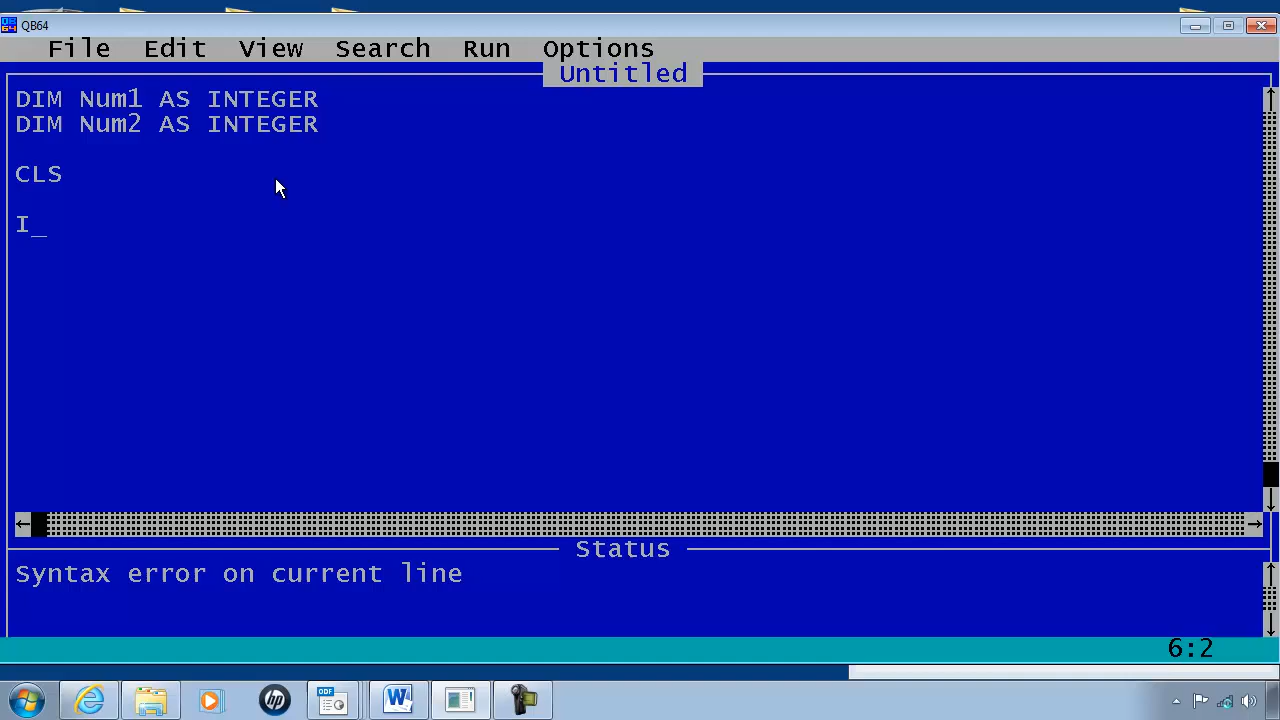 QB64
File Edit View Search Run Options
Untitled
DIM Num1 AS INTEGER
DIM Num2 AS INTEGER
CLS
I_
Status
Syntax error on current line
6:2